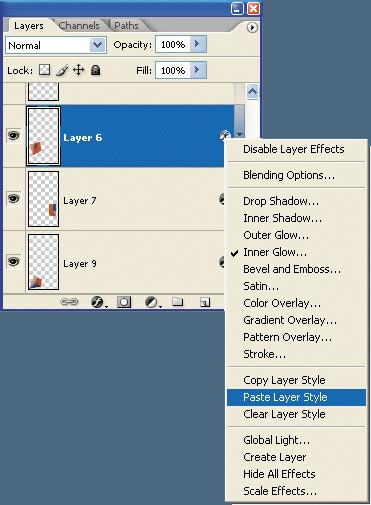 Layers Channels Paths
Normal Opacity: 100%
Lock: Fill: 100%
Layer 6
Layer 7
Layer 9
Disable Layer Effects
Blending Options...
Drop Shadow...
Inner Shadow...
Outer Glow...
Inner Glow...
Bevel and Emboss...
Satin...
Color Overlay...
Gradient Overlay...
Pattern Overlay...
Stroke...
Copy Layer Style
Paste Layer Style
Clear Layer Style
Global Light...
Create Layer
Hide All Effects
Scale Effects...